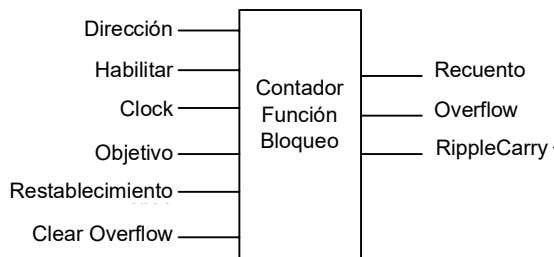 Dirección
Habilitar
Clock
Objetivo
Restablecimiento
Clear Overflow
Contador
Función
Bloqueo
Recuento
Overflow
RippleCarry